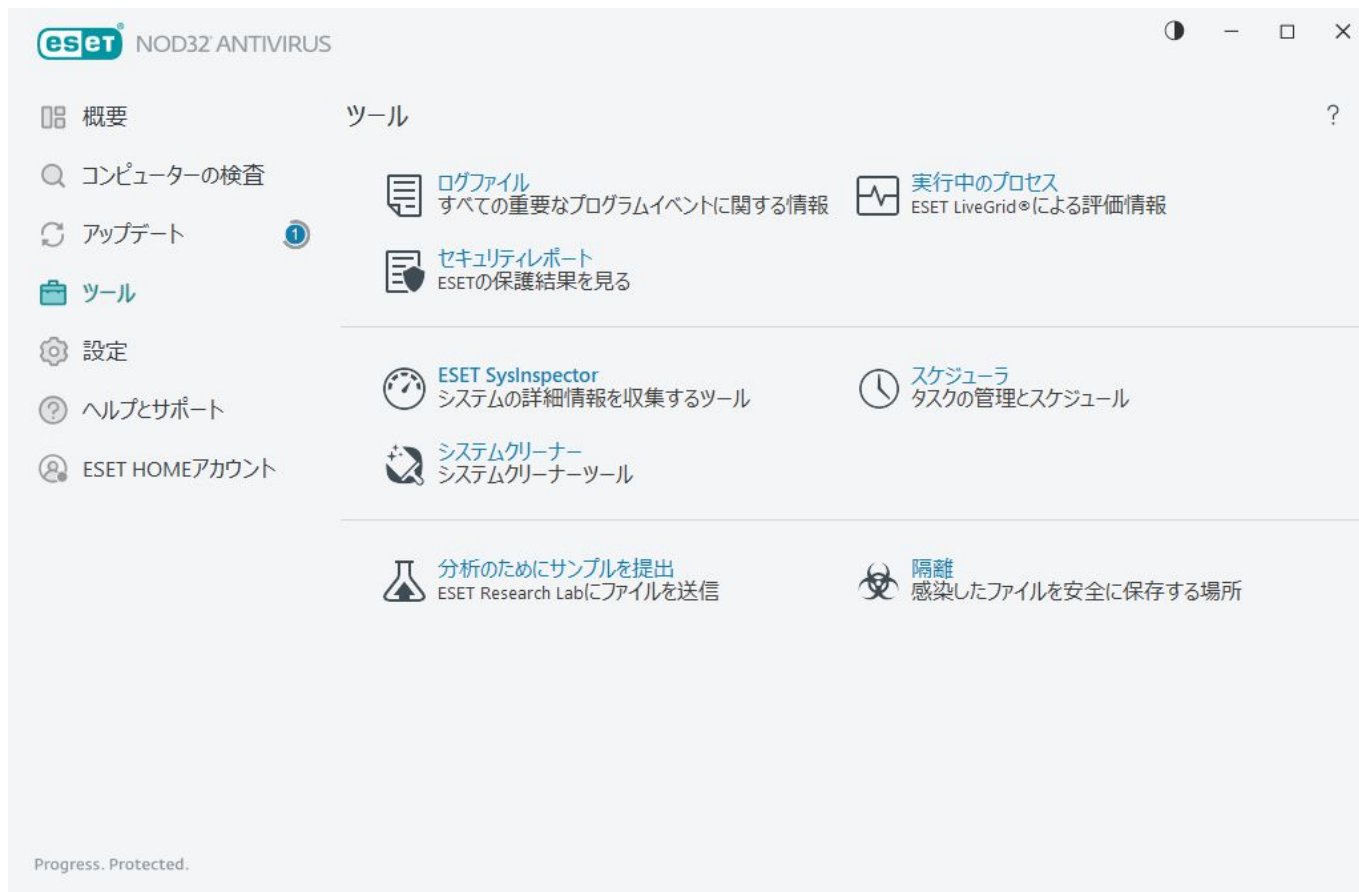 eset® NOD32® ANTIVIRUS
概要
コンピューターの検査
アップデート
1
ツール
設定
ヘルプとサポート
ESET HOMEアカウント
ツール
?
ログファイル
すべての重要なプログラムイベントに関する情報
実行中のプロセス
ESET LiveGrid®による評価情報
セキュリティレポート
ESETの保護結果を見る
ESET SysInspector
システムの詳細情報を収集するツール
スケジューラ
タスクの管理とスケジュール
システムクリーナー
システムクリーナーツール
分析のためにサンプルを提出
ESET Research Labにファイルを送信
隔離
感染したファイルを安全に保存する場所
Progress. Protected.